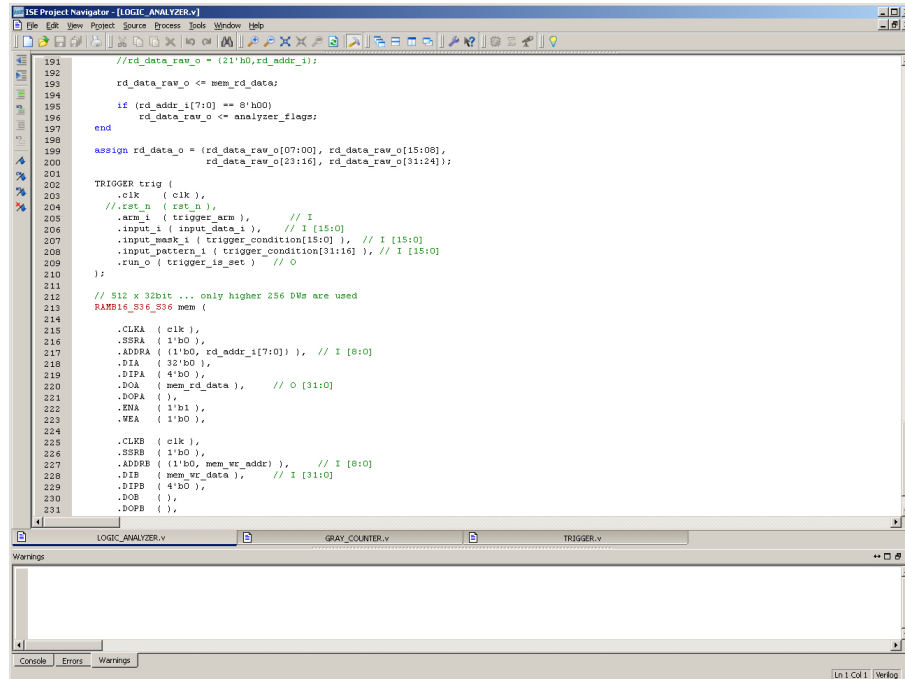 ISE Project Navigator - [LOGIC_ANALYZER.v]
File Edit View Project Source Process Tools Window Help
191 //rd_data_raw_o = {21'h0,rd_addr_i};
192
193 rd_data_raw_o <= mem_rd_data;
194
195 if (rd_addr_i[7:0] == 8'h00)
196 rd_data_raw_o <= analyzer_flags;
197 end
198
199 assign rd_data_o = {rd_data_raw_o[07:00], rd_data_raw_o[15:08],
200 rd_data_raw_o[23:16], rd_data_raw_o[31:24]};
201
202 TRIGGER trig (
203 .clk ( clk ),
204 //.rst_n ( rst_n ),
205 .arm_i ( trigger_arm ), // I
206 .input_i ( input_data_i ), // I [15:0]
207 .input_mask_i ( trigger_condition[15:0] ), // I [15:0]
208 .input_pattern_i ( trigger_condition[31:16] ), // I [15:0]
209 .run_o ( trigger_is_set ) // O
210 );
211
212 // 512 x 32bit ... only higher 256 DWs are used
213 RAMB16_S36_S36 mem (
214
215 .CLKA ( clk ),
216 .SSRA ( 1'b0 ),
217 .ADDRA ( {1'b0, rd_addr_i[7:0]} ), // I [8:0]
218 .DIA ( 32'b0 ),
219 .DIPA ( 4'b0 ),
220 .DOA ( mem_rd_data ), // O [31:0]
221 .DOPA ( ),
222 .ENA ( 1'b1 ),
223 .WEA ( 1'b0 ),
224
225 .CLKB ( clk ),
226 .SSRB ( 1'b0 ),
227 .ADDRB ( {1'b0, mem_wr_addr} ), // I [8:0]
228 .DIB ( mem_wr_data ), // I [31:0]
229 .DIPB ( 4'b0 ),
230 .DOB ( ),
231 .DOPB ( ),
LOGIC_ANALYZER.v GRAY_COUNTER.v TRIGGER.v
Warnings
Console Errors Warnings
Ln 1 Col 1 Verilog